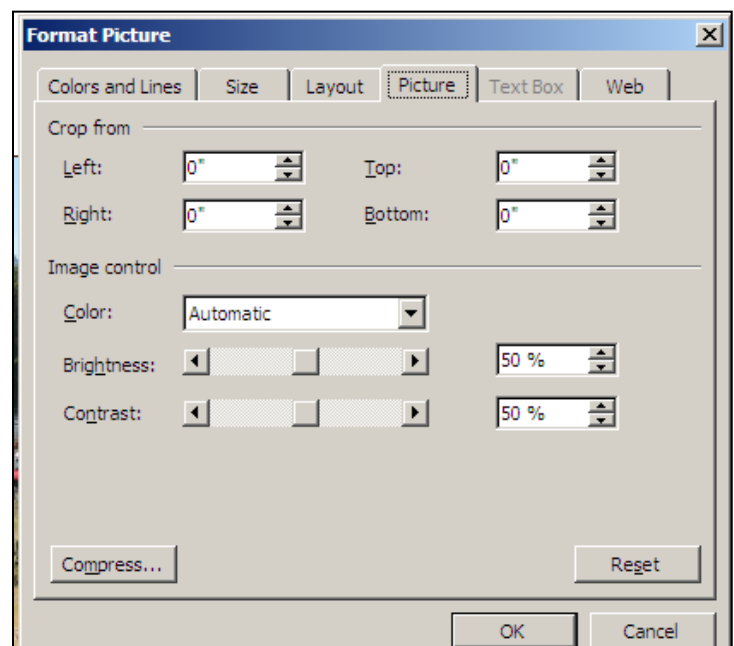 Format Picture
Colors and Lines Size Layout Picture Text Box Web
Crop from
Left: 0" Top: 0"
Right: 0" Bottom: 0"
Image control
Color: Automatic
Brightness: 50 %
Contrast: 50 %
Compress... Reset
OK Cancel